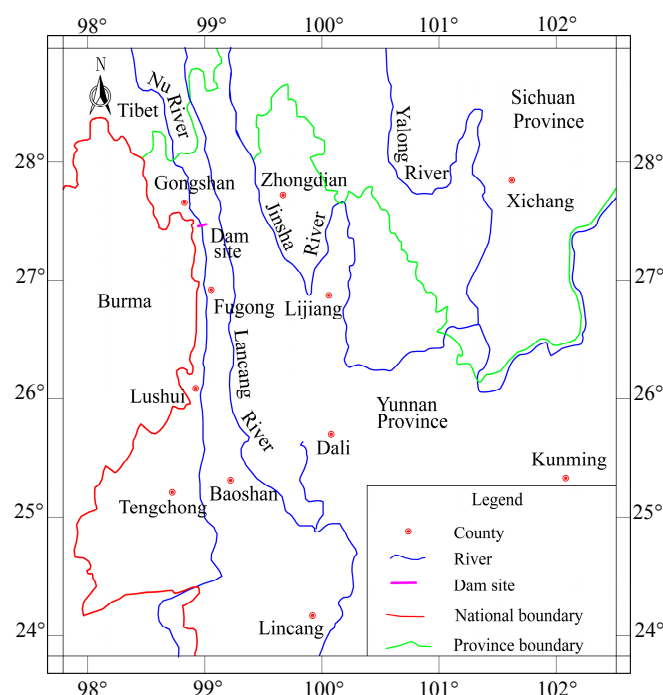 98° 99° 100° 101° 102°
N
Nu River
Tibet
Sichuan
Province
Yalong River
28° 28°
Gongshan
Zhongdian
Xichang
Jinsha River
Dam
site
27° 27°
Burma
Fugong
Lijiang
Lancang River
26° 26°
Lushui
Yunnan
Province
Dali
Kunming
Baoshan
Tengchong
Legend
25° 25°
County
River
Dam site
National boundary
Lincang
24° 24°
Province boundary
98° 99° 100° 101° 102°